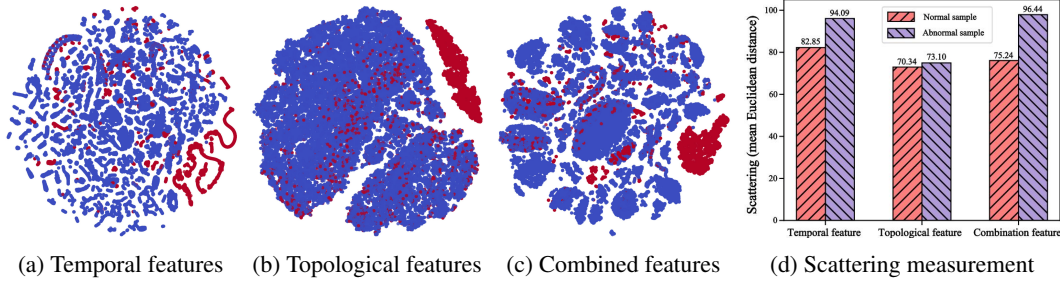 Normal sample
Abnormal sample
Scattering (mean Euclidean distance)
100
80
60
40
20
0
82.85
94.09
70.34
73.10
75.24
96.44
Temporal feature
Topological feature
Combination feature
(a) Temporal features
(b) Topological features
(c) Combined features
(d) Scattering measurement